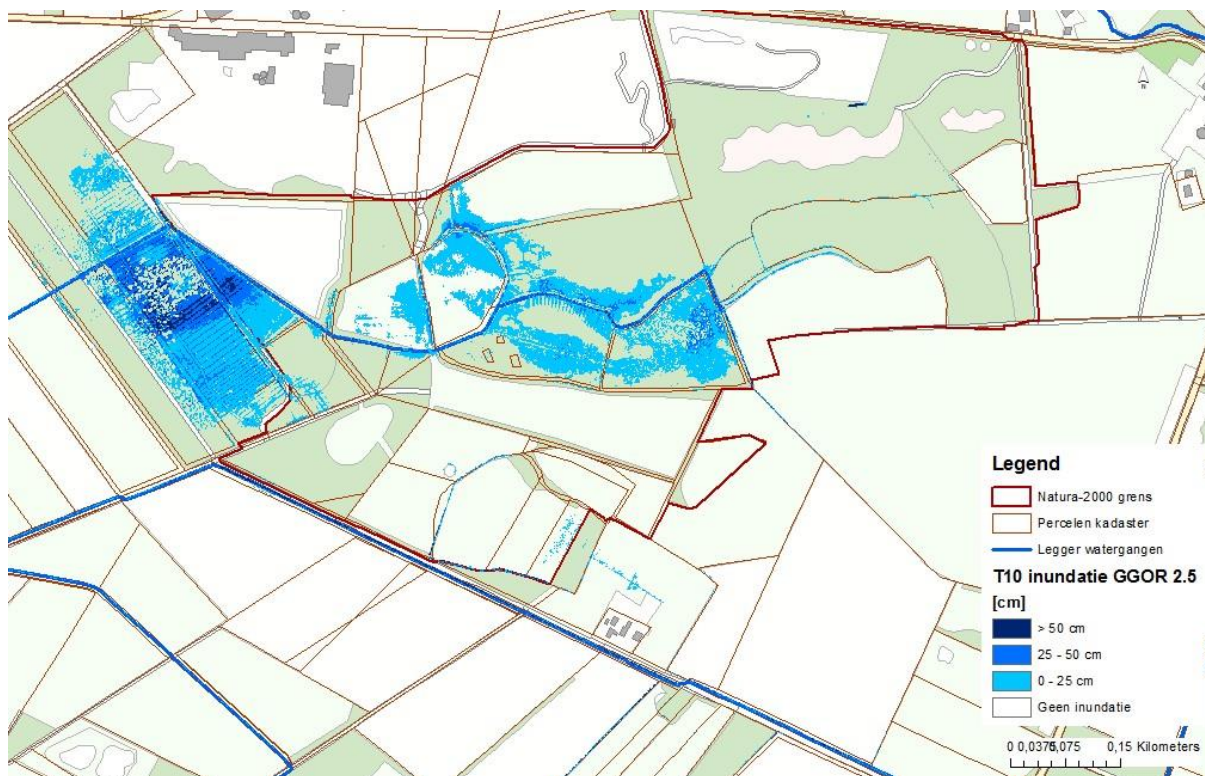 N
Legend
Natura-2000 grens
Percelen kadaster
Legger watergangen
T10 inundatie GGOR 2.5
[cm]
> 50 cm
25 - 50 cm
0 - 25 cm
Geen inundatie
0 0,0375 0,075 0,15 Kilometers